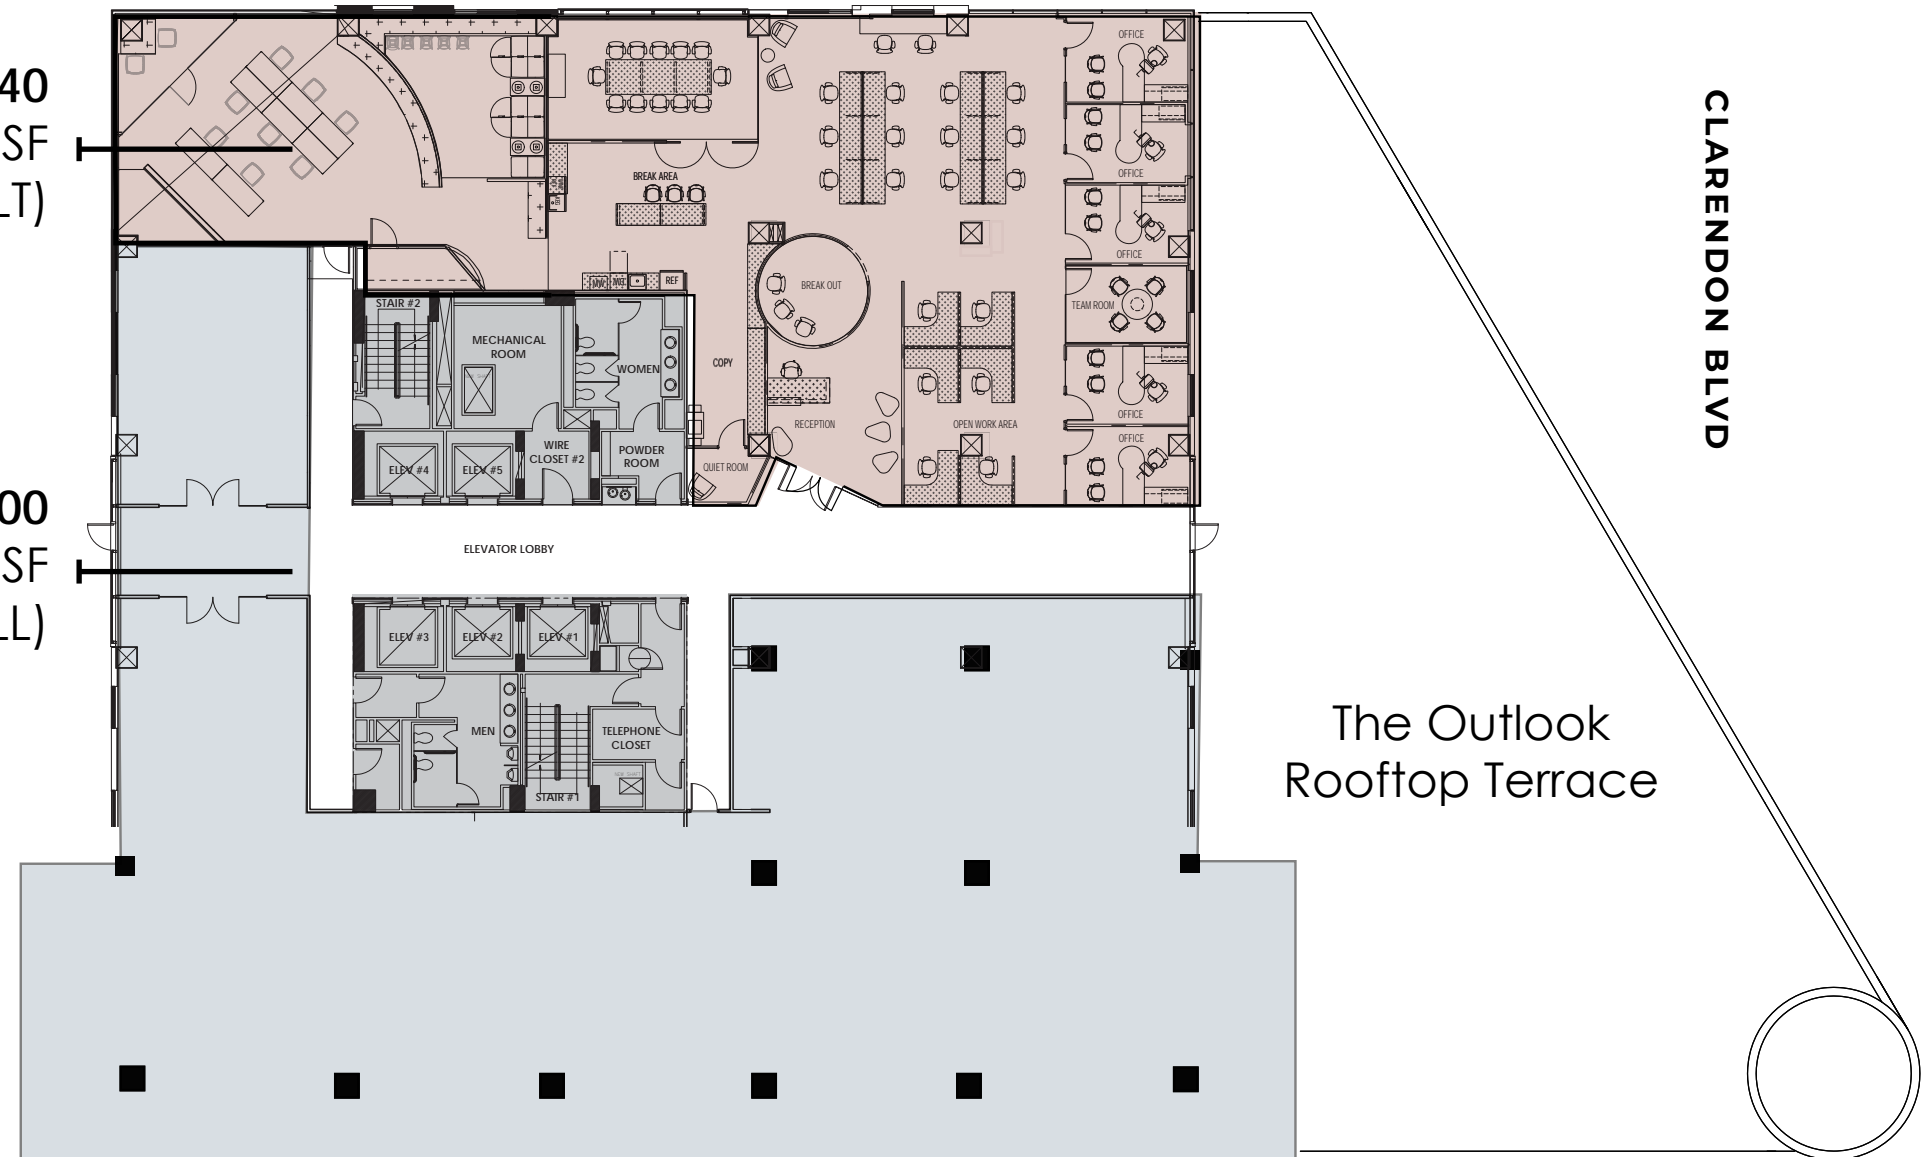 40
SF
LT)
00
SF
LL)
OFFICE
OFFICE
OFFICE
TEAM ROOM
OFFICE
OFFICE
BREAK AREA
REF
BREAK OUT
COPY
RECEPTION
OPEN WORK AREA
QUIET ROOM
STAIR #2
MECHANICAL
ROOM
WOMEN
ELEV #4
ELEV #5
WIRE
CLOSET #2
POWDER
ROOM
ELEVATOR LOBBY
ELEV #3
ELEV #2
ELEV #1
MEN
TELEPHONE
CLOSET
NEW SHAFT
STAIR #1
CLARENDON BLVD
The Outlook
Rooftop Terrace